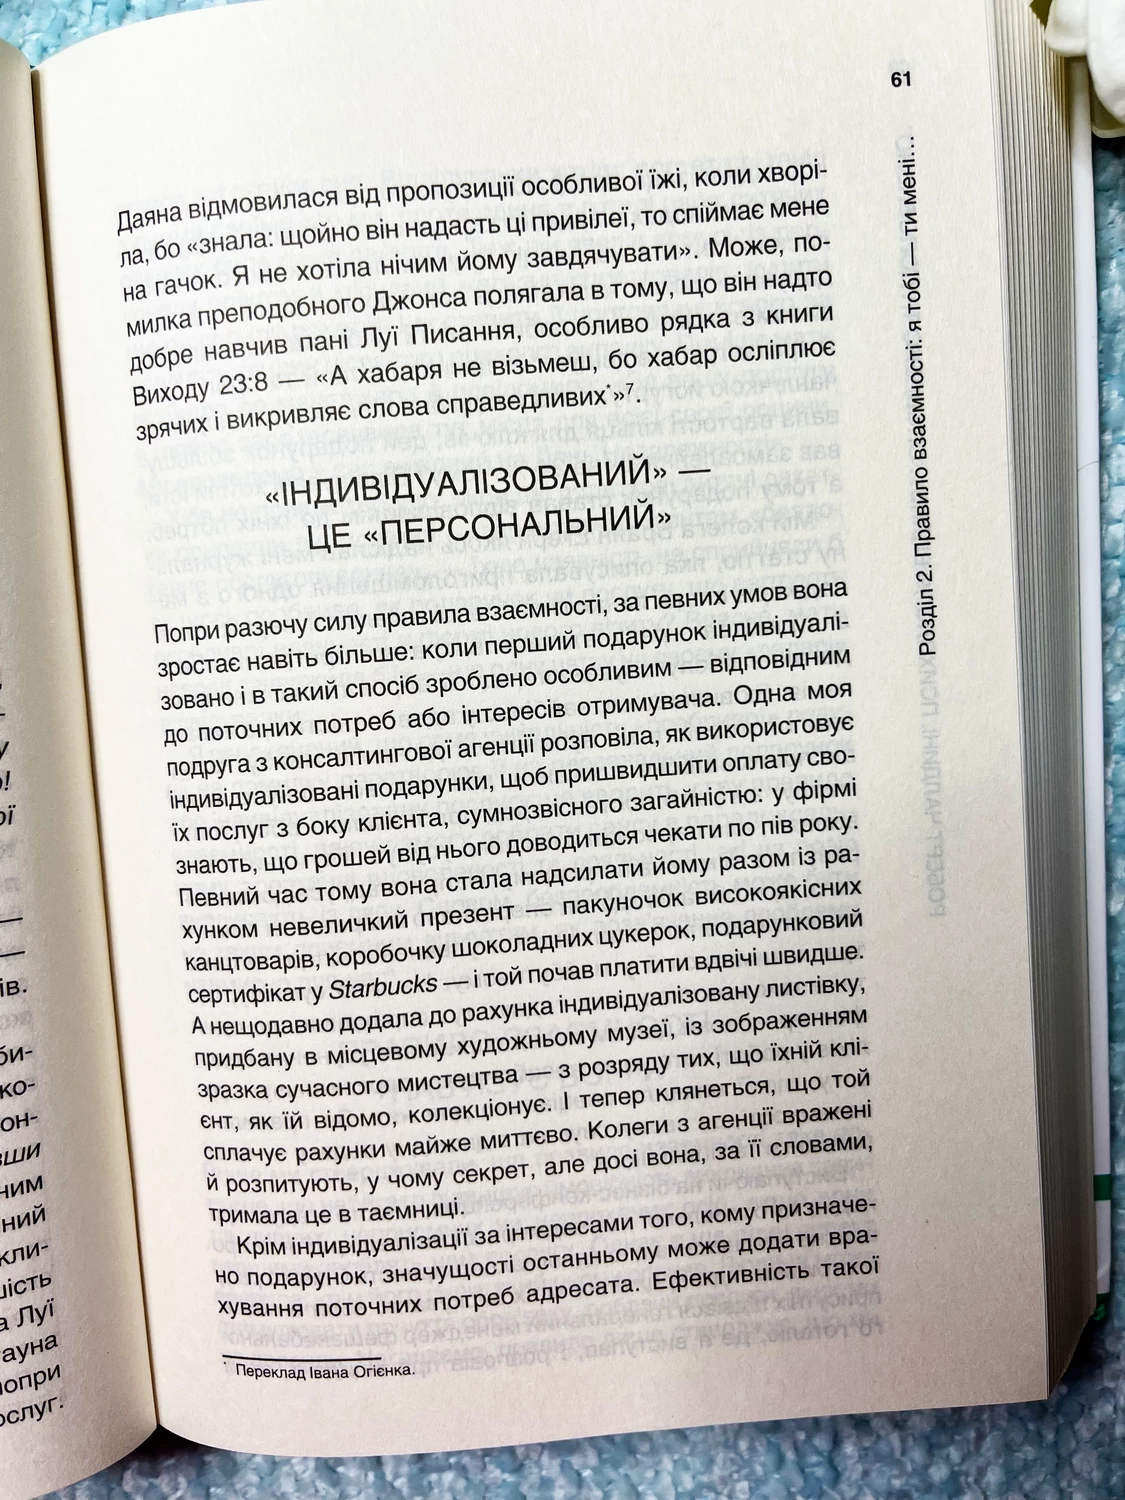 61
Даяна відмовилася від пропозиції особливої їжі, коли хворі-
ла, бо «знала: щойно він надасть ці привілеї, то спіймає мене
на гачок. Я не хотіла нічим йому завдячувати». Може, по-
милка преподобного Джонса полягала в тому, що він надто
добре навчив пані Луї Писання, особливо рядка з книги
Виходу 23:8 — «А хабаря не візьмеш, бо хабар осліплює
зрячих і викривляє слова справедливих*»7.
«ІНДИВІДУАЛІЗОВАНИЙ» —
ЦЕ «ПЕРСОНАЛЬНИЙ»
Попри разючу силу правила взаємності, за певних умов вона
зростає навіть більше: коли перший подарунок індивідуалі-
зовано і в такий спосіб зроблено особливим — відповідним
до поточних потреб або інтересів отримувача. Одна моя
подруга з консалтингової агенції розповіла, як використовує
індивідуалізовані подарунки, щоб пришвидшити оплату сво-
їх послуг з боку клієнта, сумнозвісного загайністю: у фірмі
знають, що грошей від нього доводиться чекати по пів року.
Певний час тому вона стала надсилати йому разом із ра-
хунком невеличкий презент — пакуночок високоякісних
канцтоварів, коробочку шоколадних цукерок, подарунковий
сертифікат у Starbucks — і той почав платити вдвічі швидше.
А нещодавно додала до рахунка індивідуалізовану листівку,
придбану в місцевому художньому музеї, із зображенням
зразка сучасного мистецтва — з розряду тих, що їхній клі-
єнт, як їй відомо, колекціонує. І тепер клянеться, що той
сплачує рахунки майже миттєво. Колеги з агенції вражені
й розпитують, у чому секрет, але досі вона, за її словами,
тримала це в таємниці.
Крім індивідуалізації за інтересами того, кому призначе-
но подарунок, значущості останньому може додати вра-
хування поточних потреб адресата. Ефективність такої
* Переклад Івана Огієнка.
Розділ 2. Правило взаємності: я тобі — ти мені...